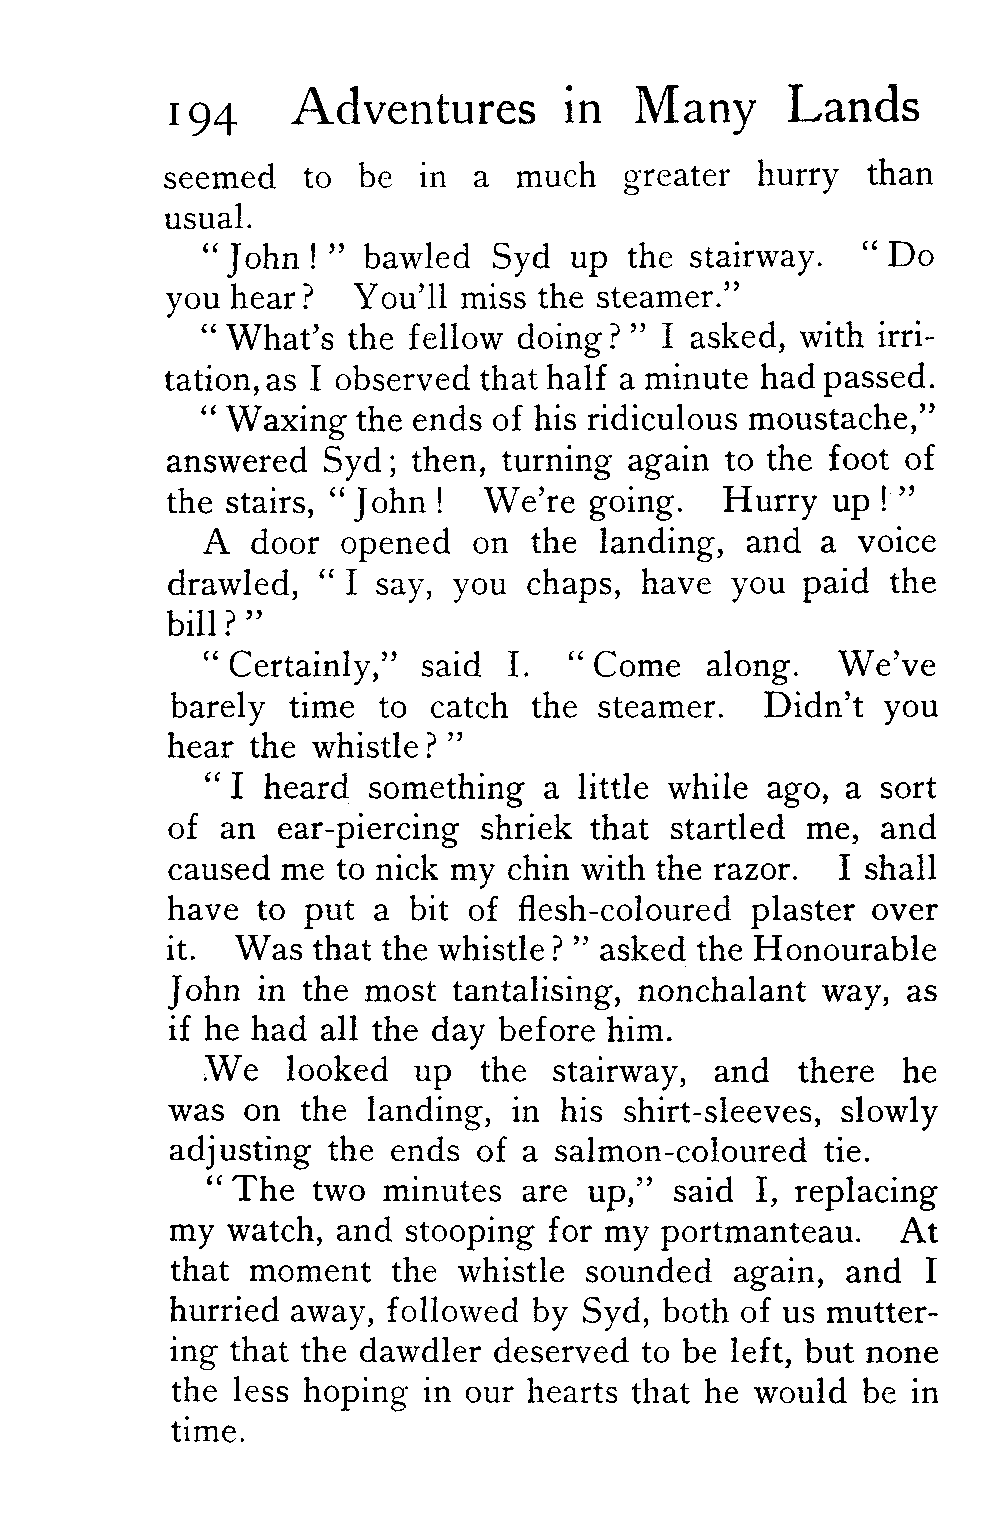 194 Adventures in Many Lands
seemed to be in a much greater hurry than
usual.
“John!” bawled Syd up the stairway. “Do
you hear? You’ll miss the steamer.”
“What’s the fellow doing?” I asked, with irri-
tation, as I observed that half a minute had passed.
“Waxing the ends of his ridiculous moustache,”
answered Syd; then, turning again to the foot of
the stairs, “John! We’re going. Hurry up!”
A door opened on the landing, and a voice
drawled, “I say, you chaps, have you paid the
bill?”
“Certainly,” said I. “Come along. We’ve
barely time to catch the steamer. Didn’t you
hear the whistle?”
“I heard something a little while ago, a sort
of an ear-piercing shriek that startled me, and
caused me to nick my chin with the razor. I shall
have to put a bit of flesh-coloured plaster over
it. Was that the whistle?” asked the Honourable
John in the most tantalising, nonchalant way, as
if he had all the day before him.
We looked up the stairway, and there he
was on the landing, in his shirt-sleeves, slowly
adjusting the ends of a salmon-coloured tie.
“The two minutes are up,” said I, replacing
my watch, and stooping for my portmanteau. At
that moment the whistle sounded again, and I
hurried away, followed by Syd, both of us mutter-
ing that the dawdler deserved to be left, but none
the less hoping in our hearts that he would be in
time.